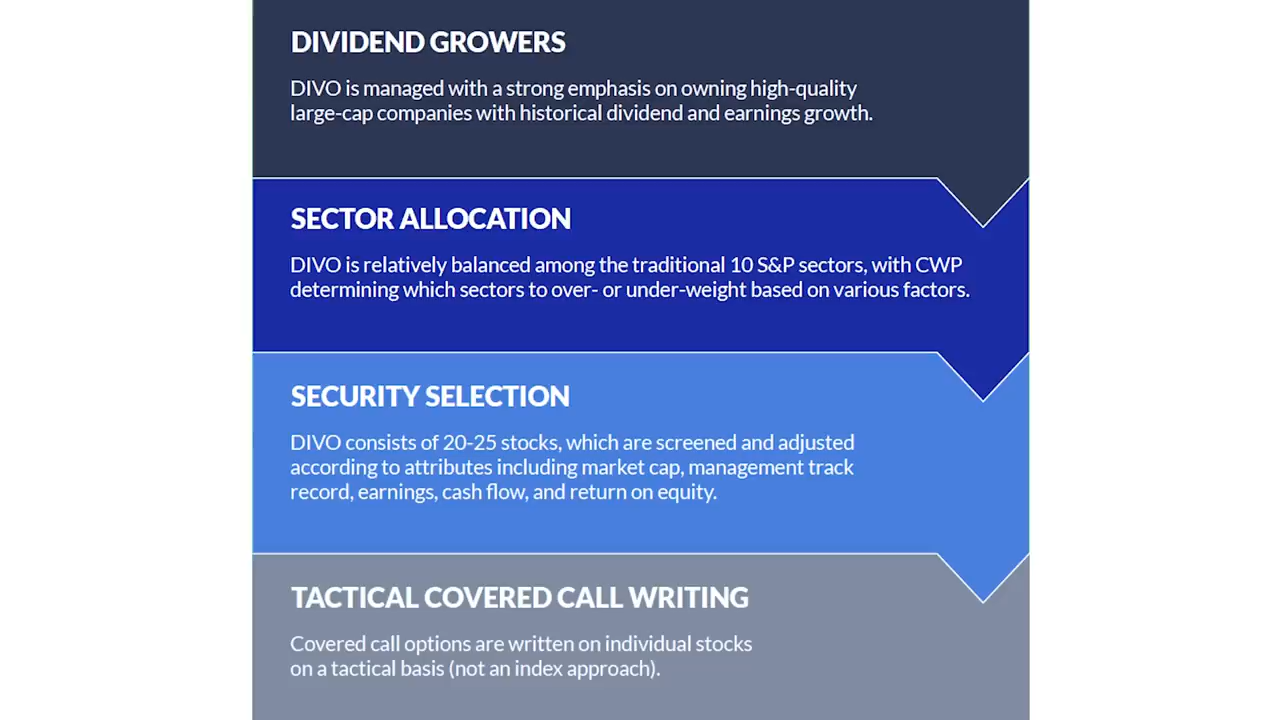 DIVIDEND GROWERS
DIVO is managed with a strong emphasis on owning high-quality
large-cap companies with historical dividend and earnings growth.
SECTOR ALLOCATION
DIVO is relatively balanced among the traditional 10 S&P sectors, with CWP
determining which sectors to over- or under-weight based on various factors.
SECURITY SELECTION
DIVO consists of 20-25 stocks, which are screened and adjusted
according to attributes including market cap, management track
record, earnings, cash flow, and return on equity.
TACTICAL COVERED CALL WRITING
Covered call options are written on individual stocks
on a tactical basis (not an index approach).